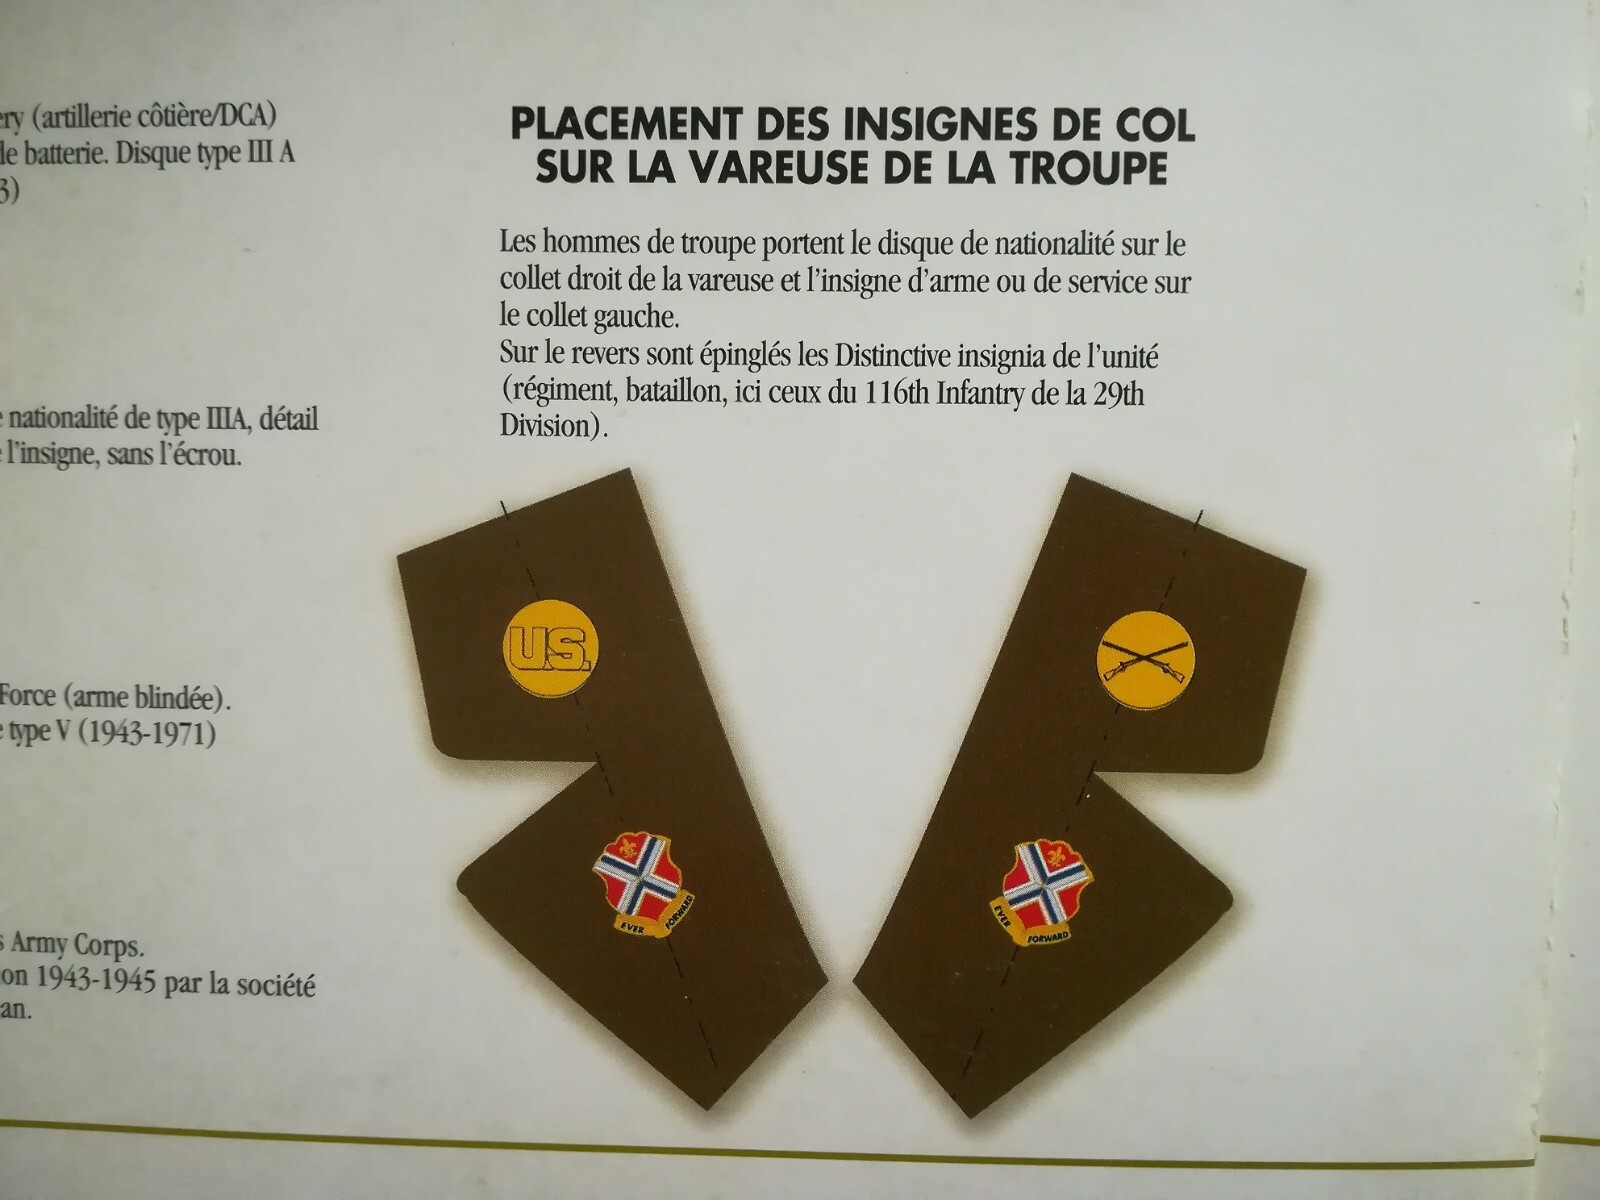 (artillerie côtière/DCA)
de batterie. Disque type III A
3)
nationalité de type IIIA, détail
l'insigne, sans l'écrou.
Force (arme blindée).
type V (1943-1971)
Army Corps.
1943-1945 par la société
PLACEMENT DES INSIGNES DE COL
SUR LA VAREUSE DE LA TROUPE
Les hommes de troupe portent le disque de nationalité sur le
collet droit de la vareuse et l'insigne d'arme ou de service sur
le collet gauche.
Sur le revers sont épinglés les Distinctive insignia de l'unité
(régiment, bataillon, ici ceux du 116th Infantry de la 29th
Division).
U.S.
EVER FORWARD
EVER FORWARD